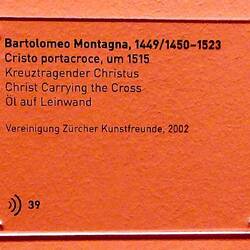 Bartolomeo Montagna, 1449/1450–1523
Cristo portacroce, um 1515
Kreuztragender Christus
Christ Carrying the Cross
Öl auf Leinwand
Vereinigung Zürcher Kunstfreunde, 2002
39